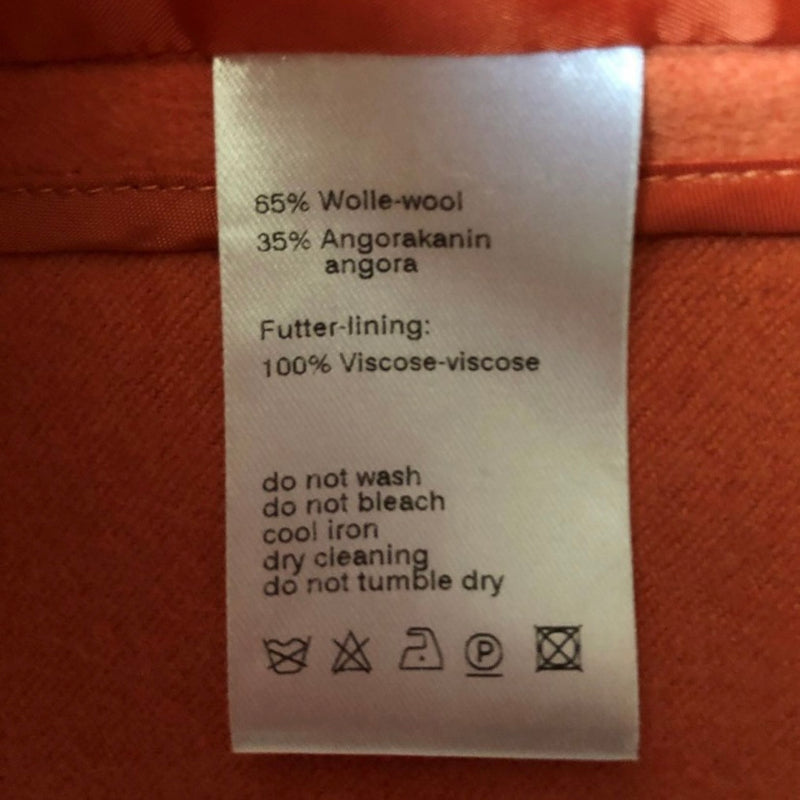 65% Wolle-wool
35% Angorakanin
angora
Futter-lining:
100% Viscose-viscose
do not wash
do not bleach
cool iron
dry cleaning
do not tumble dry
P